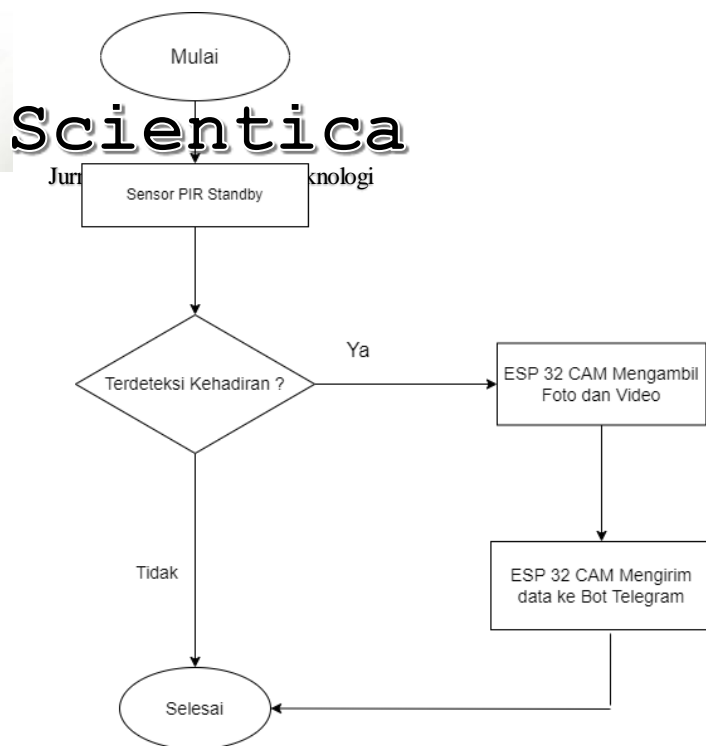 Mulai
Scientica
Jurn
knologi
Sensor PIR Standby
Terdeteksi Kehadiran ?
Ya
ESP 32 CAM Mengambil
Foto dan Video
Tidak
ESP 32 CAM Mengirim
data ke Bot Telegram
Selesai